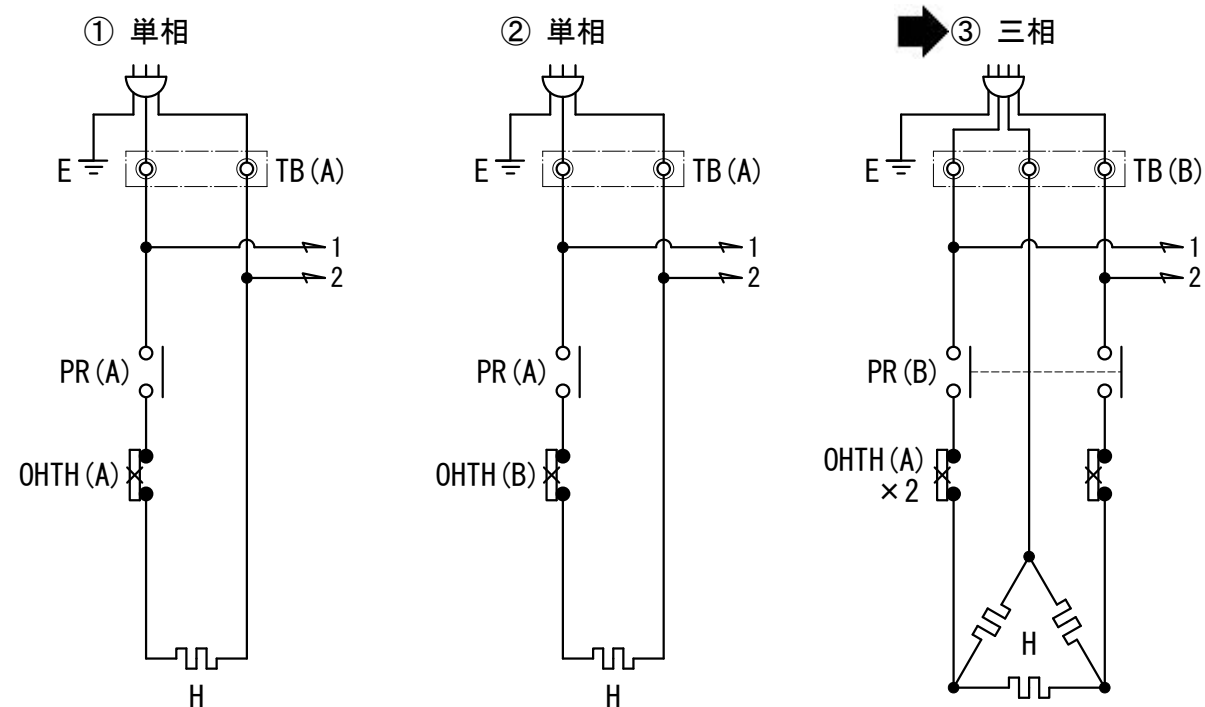 ① 単相
E
TB(A)
1
2
PR(A)
OHTH(A)
H
② 単相
E
TB(A)
1
2
PR(A)
OHTH(B)
H
③ 三相
E
TB(B)
1
2
PR(B)
OHTH(A)
×2
H